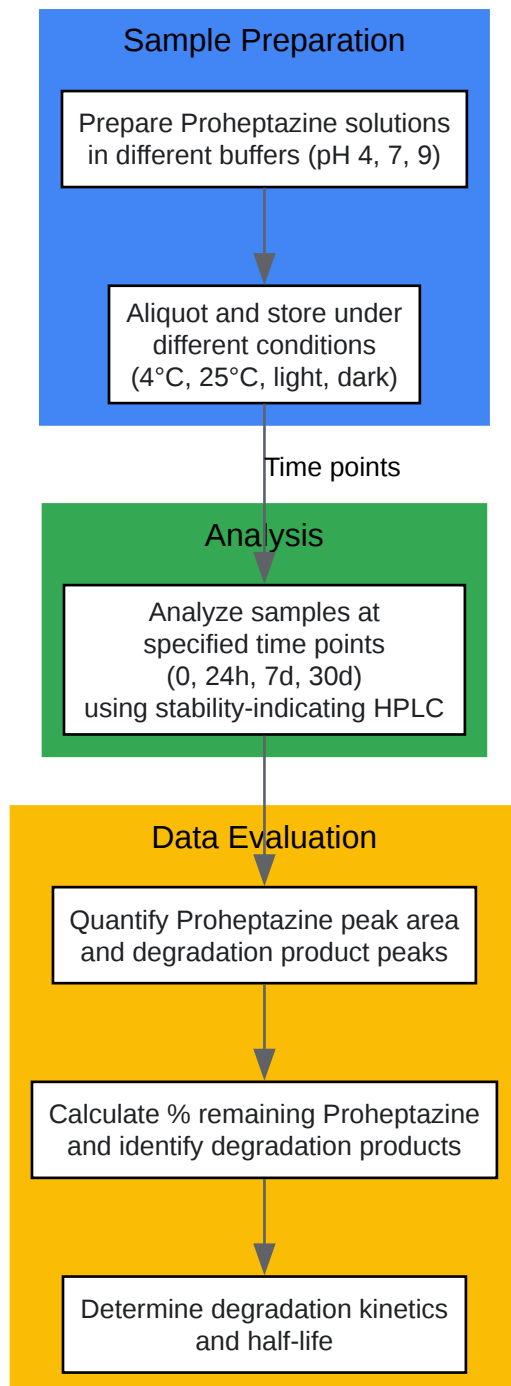 Sample Preparation
Prepare Proheptazine solutions
in different buffers (pH 4, 7, 9)
Aliquot and store under
different conditions
(4°C, 25°C, light, dark)
Time points
Analysis
Analyze samples at
specified time points
(0, 24h, 7d, 30d)
using stability-indicating HPLC
Data Evaluation
Quantify Proheptazine peak area
and degradation product peaks
Calculate % remaining Proheptazine
and identify degradation products
Determine degradation kinetics
and half-life